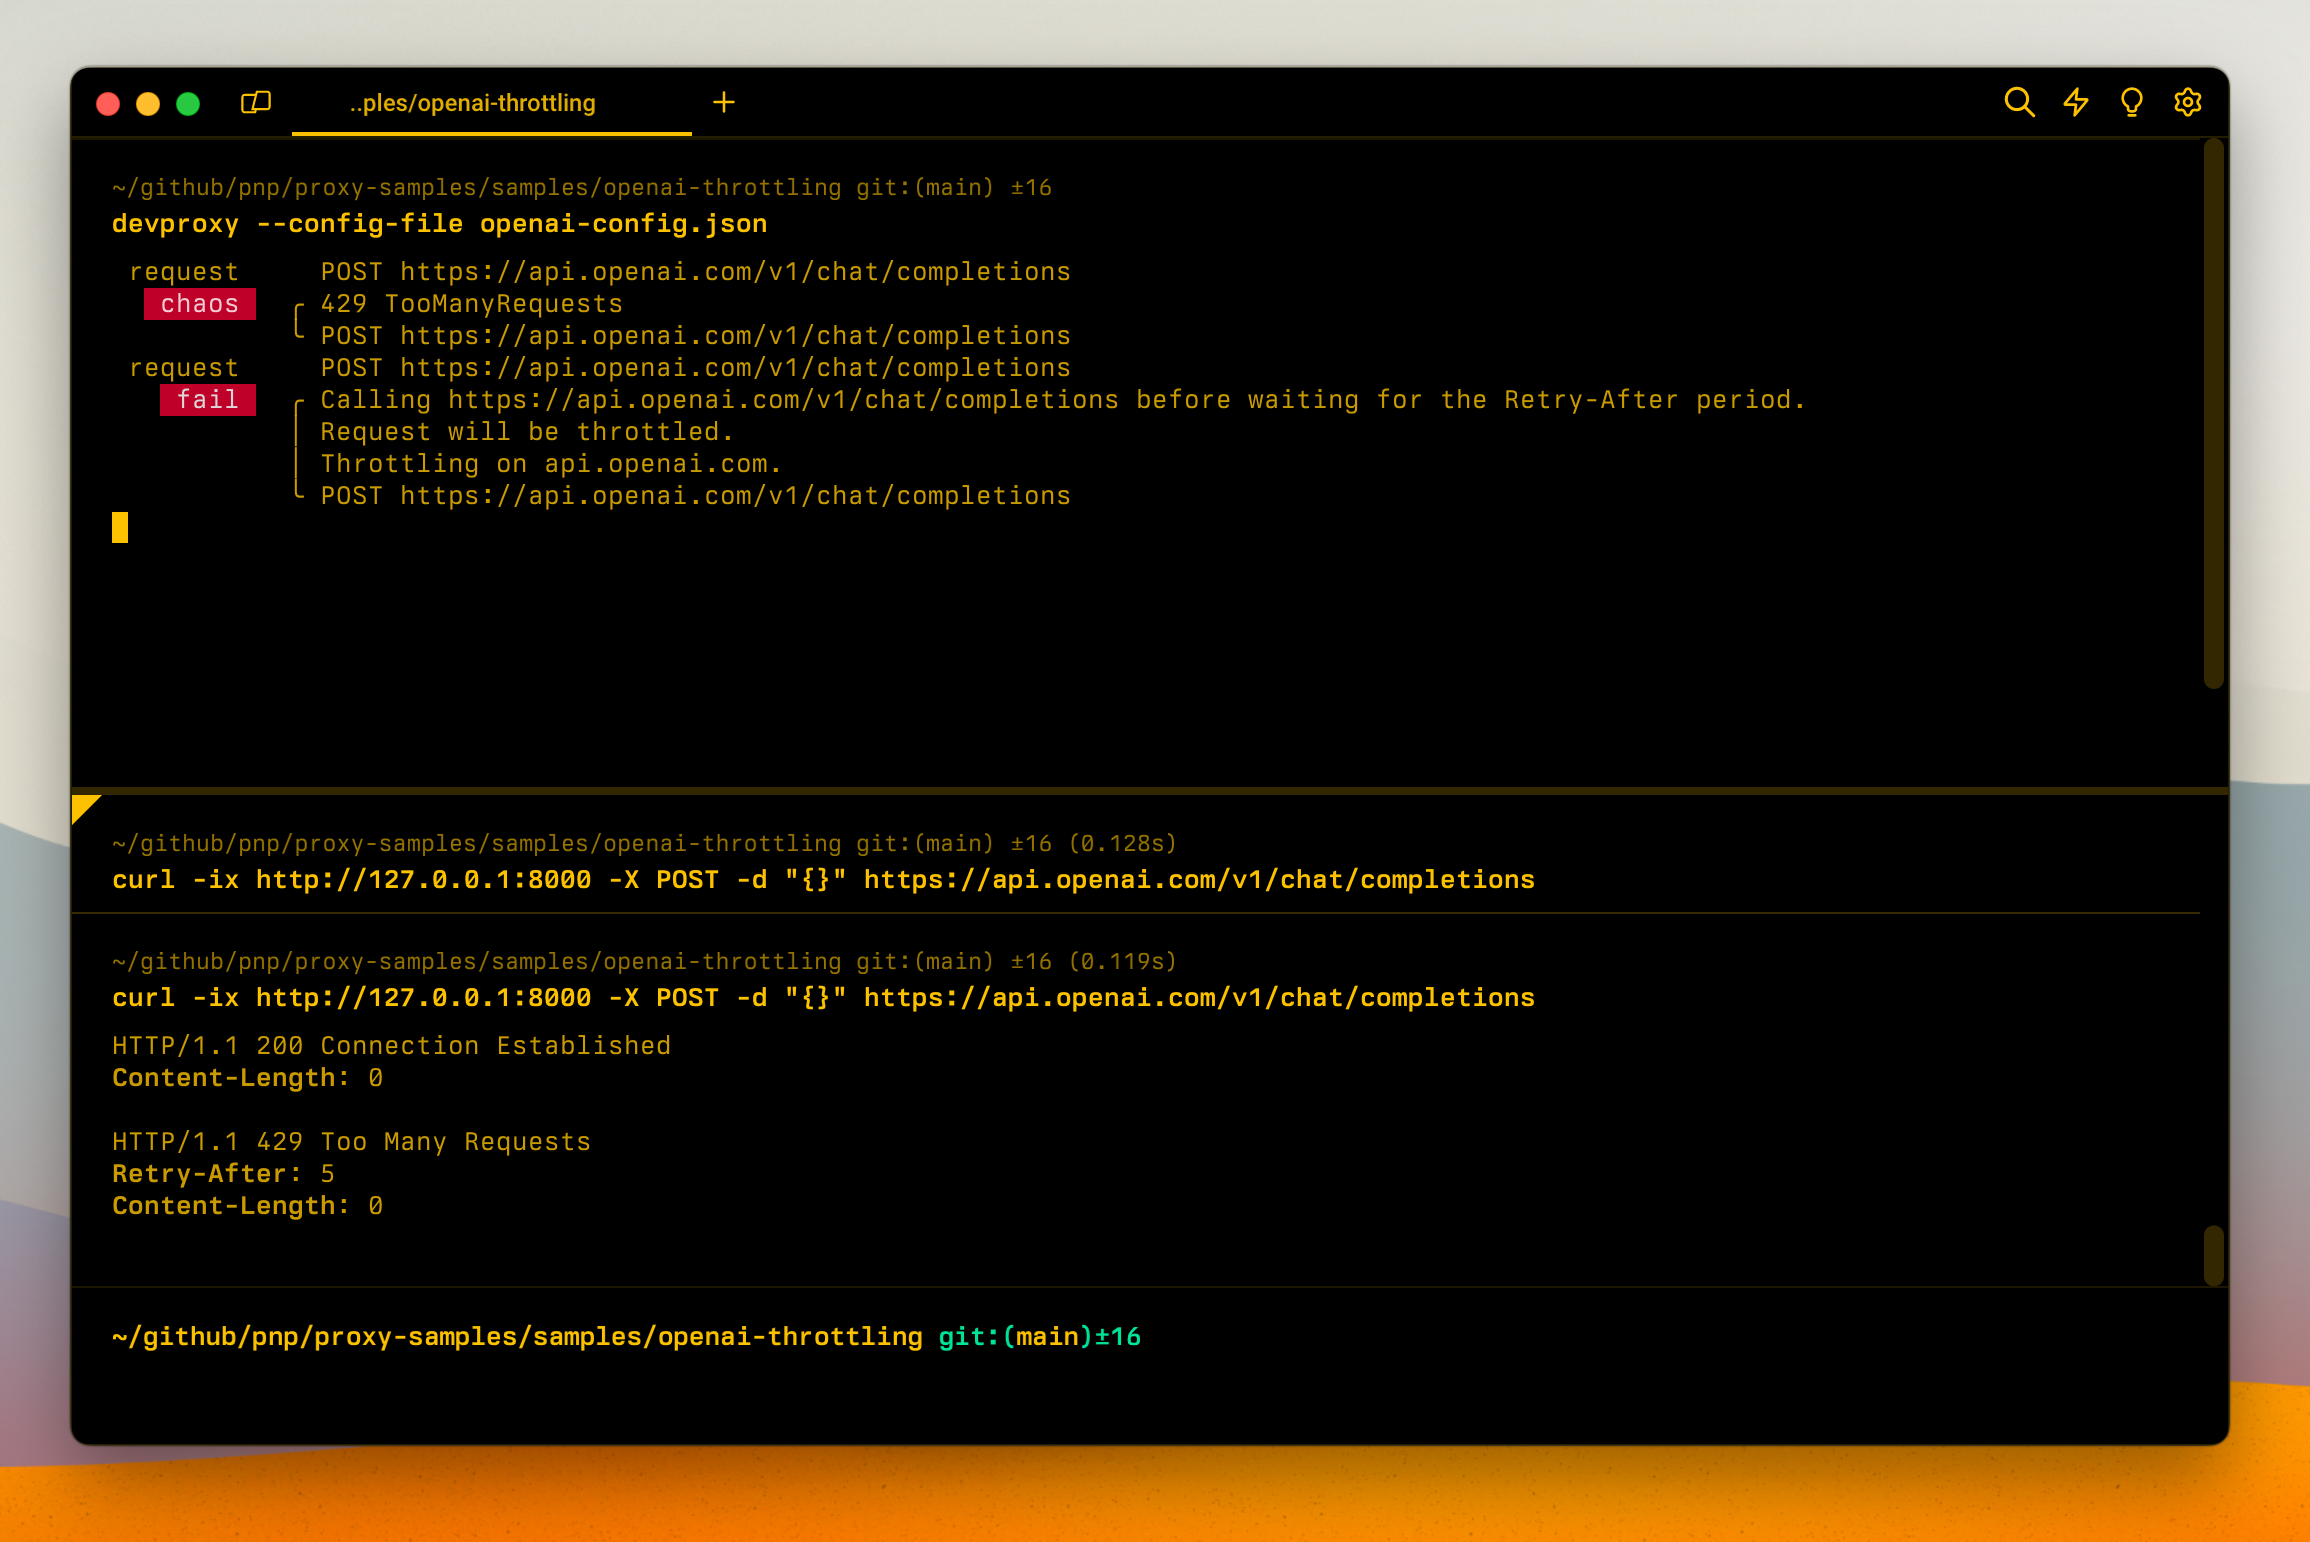 ..ples/openai-throttling
~/github/pnp/proxy-samples/samples/openai-throttling git:(main) ±16
devproxy --config-file openai-config.json
request POST https://api.openai.com/v1/chat/completions
chaos 429 TooManyRequests
POST https://api.openai.com/v1/chat/completions
request POST https://api.openai.com/v1/chat/completions
fail Calling https://api.openai.com/v1/chat/completions before waiting for the Retry-After period.
Request will be throttled.
Throttling on api.openai.com.
POST https://api.openai.com/v1/chat/completions
~/github/pnp/proxy-samples/samples/openai-throttling git:(main) ±16 (0.128s)
curl -ix http://127.0.0.1:8000 -X POST -d "{}" https://api.openai.com/v1/chat/completions
~/github/pnp/proxy-samples/samples/openai-throttling git:(main) ±16 (0.119s)
curl -ix http://127.0.0.1:8000 -X POST -d "{}" https://api.openai.com/v1/chat/completions
HTTP/1.1 200 Connection Established
Content-Length: 0
HTTP/1.1 429 Too Many Requests
Retry-After: 5
Content-Length: 0
~/github/pnp/proxy-samples/samples/openai-throttling git:(main)±16